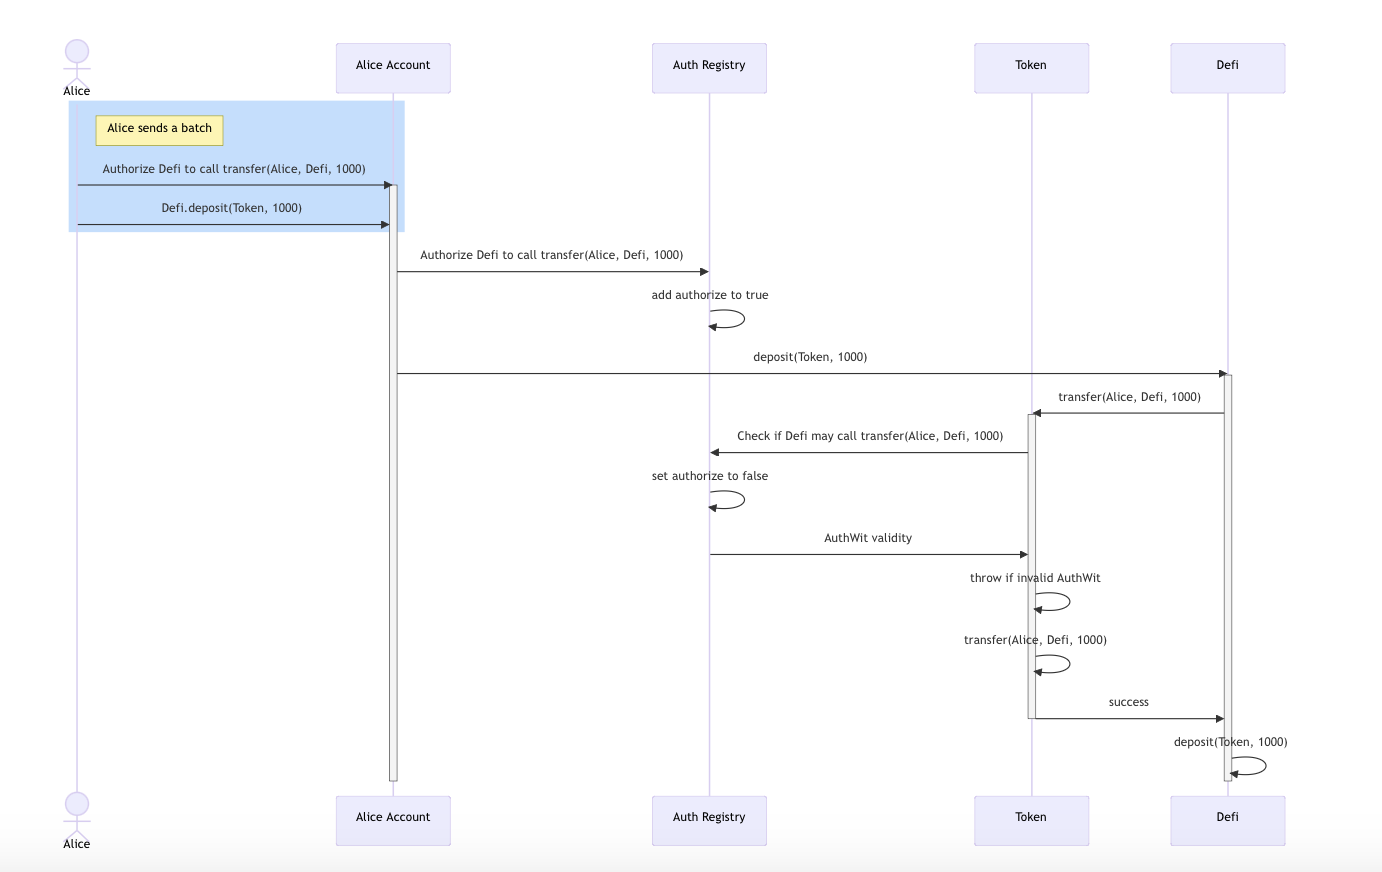 Alice
Alice Account
Auth Registry
Token
Defi
Alice sends a batch
Authorize Defi to call transfer(Alice, Defi, 1000)
Defi.deposit(Token, 1000)
Authorize Defi to call transfer(Alice, Defi, 1000)
add authorize to true
deposit(Token, 1000)
transfer(Alice, Defi, 1000)
Check if Defi may call transfer(Alice, Defi, 1000)
set authorize to false
AuthWit validity
throw if invalid AuthWit
transfer(Alice, Defi, 1000)
success
deposit(Token, 1000)
Alice
Alice Account
Auth Registry
Token
Defi